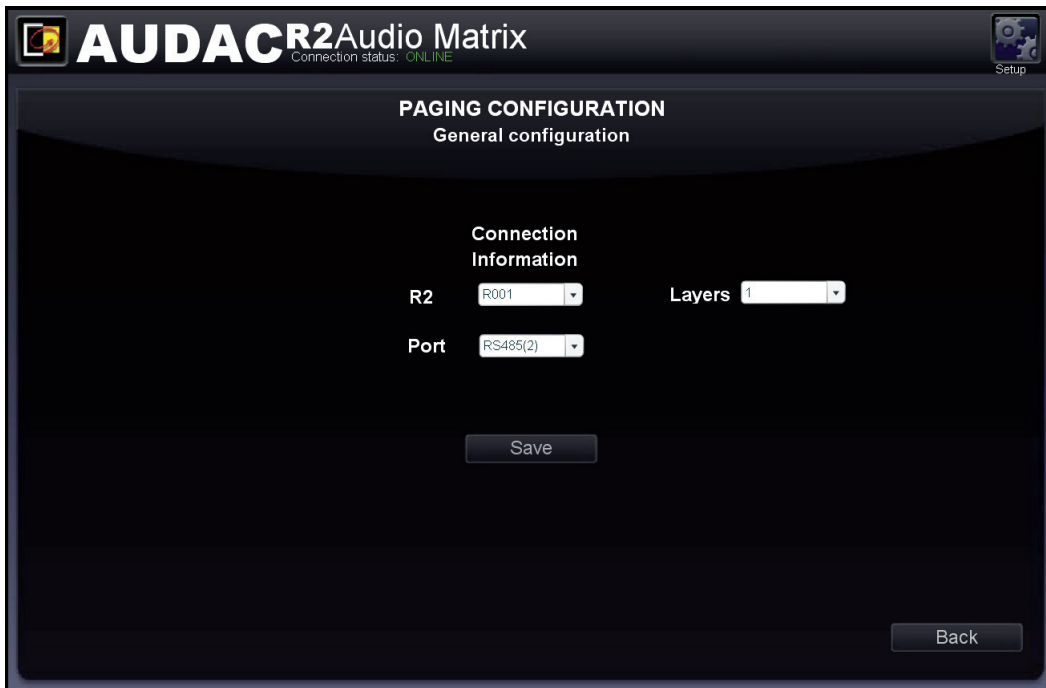 AUDAC R2 Audio Matrix
Connection status: ONLINE
Setup
PAGING CONFIGURATION
General configuration
Connection
Information
R2 R001 Layers 1
Port RS485(2)
Save
Back